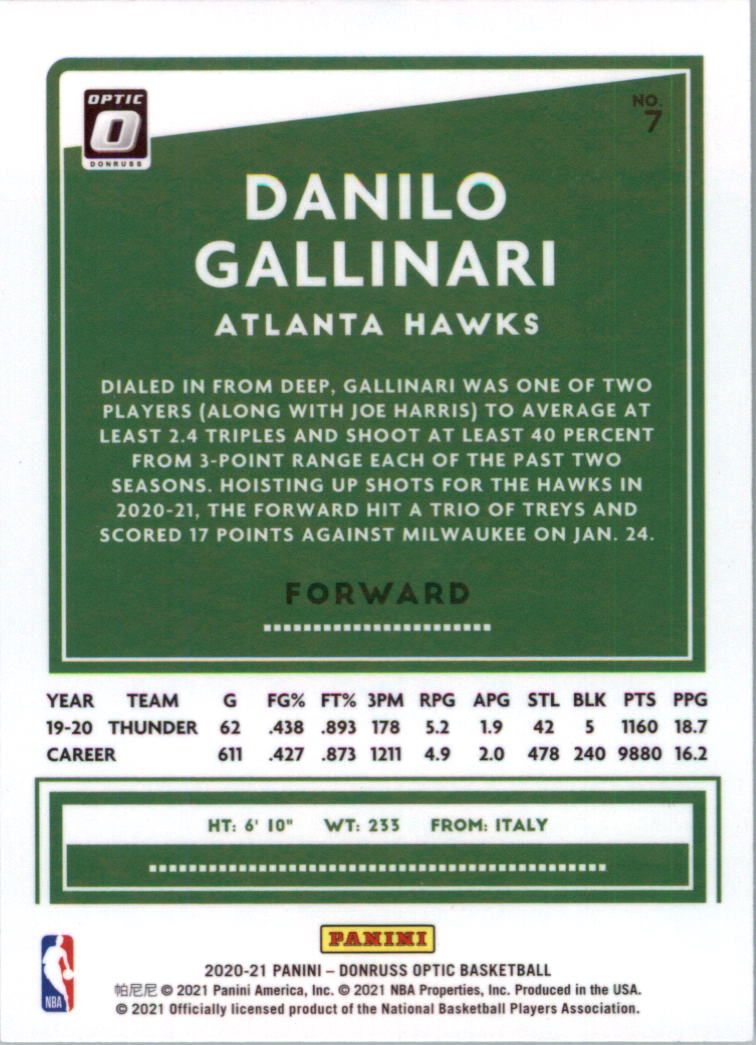 OPTIC
O
DONRUSS
NO.
7
DANILO
GALLINARI
ATLANTA HAWKS
DIALED IN FROM DEEP, GALLINARI WAS ONE OF TWO
PLAYERS (ALONG WITH JOE HARRIS) TO AVERAGE AT
LEAST 2.4 TRIPLES AND SHOOT AT LEAST 40 PERCENT
FROM 3-POINT RANGE EACH OF THE PAST TWO
SEASONS. HOISTING UP SHOTS FOR THE HAWKS IN
2020-21, THE FORWARD HIT A TRIO OF TREYS AND
SCORED 17 POINTS AGAINST MILWAUKEE ON JAN. 24.
FORWARD
YEAR TEAM G FG% FT% 3PM RPG APG STL BLK PTS PPG
19-20 THUNDER 62 .438 .893 178 5.2 1.9 42 5 1160 18.7
CAREER 611 .427 .873 1211 4.9 2.0 478 240 9880 16.2
HT: 6' 10" WT: 233 FROM: ITALY
PANINI
NBA
2020-21 PANINI – DONRUSS OPTIC BASKETBALL
帕尼尼 © 2021 Panini America, Inc. © 2021 NBA Properties, Inc. Produced in the USA.
© 2021 Officially licensed product of the National Basketball Players Association.